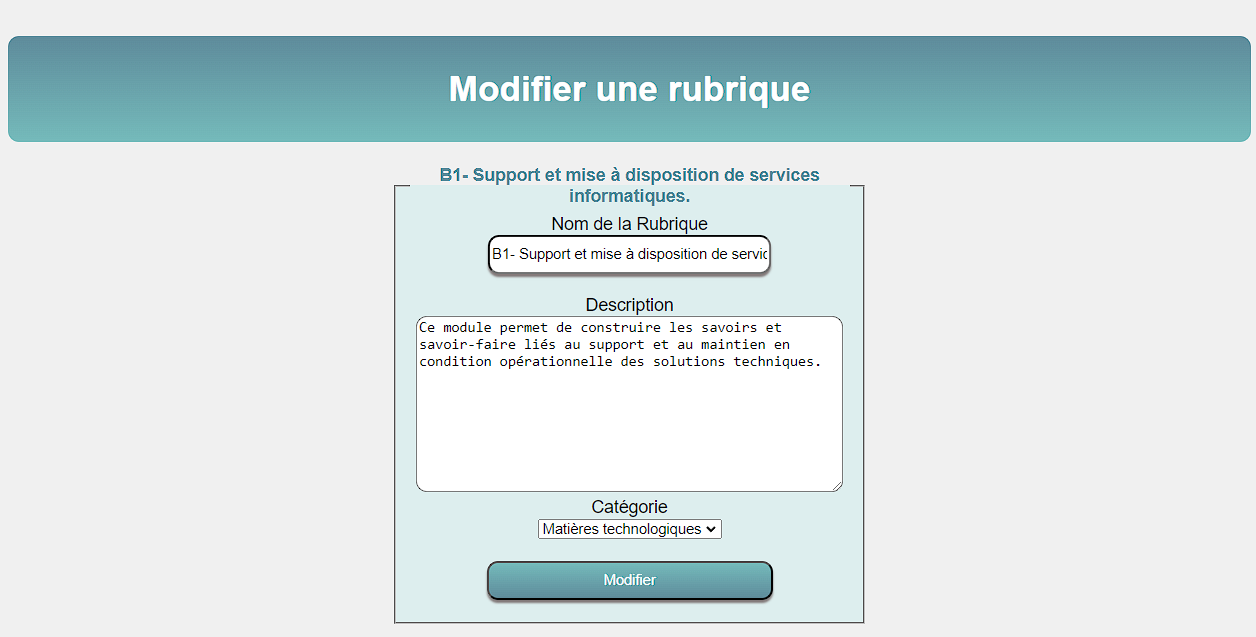 Modifier une rubrique
B1- Support et mise à disposition de services
informatiques.
Nom de la Rubrique
B1- Support et mise à disposition de servic
Description
Ce module permet de construire les savoirs et
savoir-faire liés au support et au maintien en
condition opérationnelle des solutions techniques.
Catégorie
Matières technologiques
Modifier